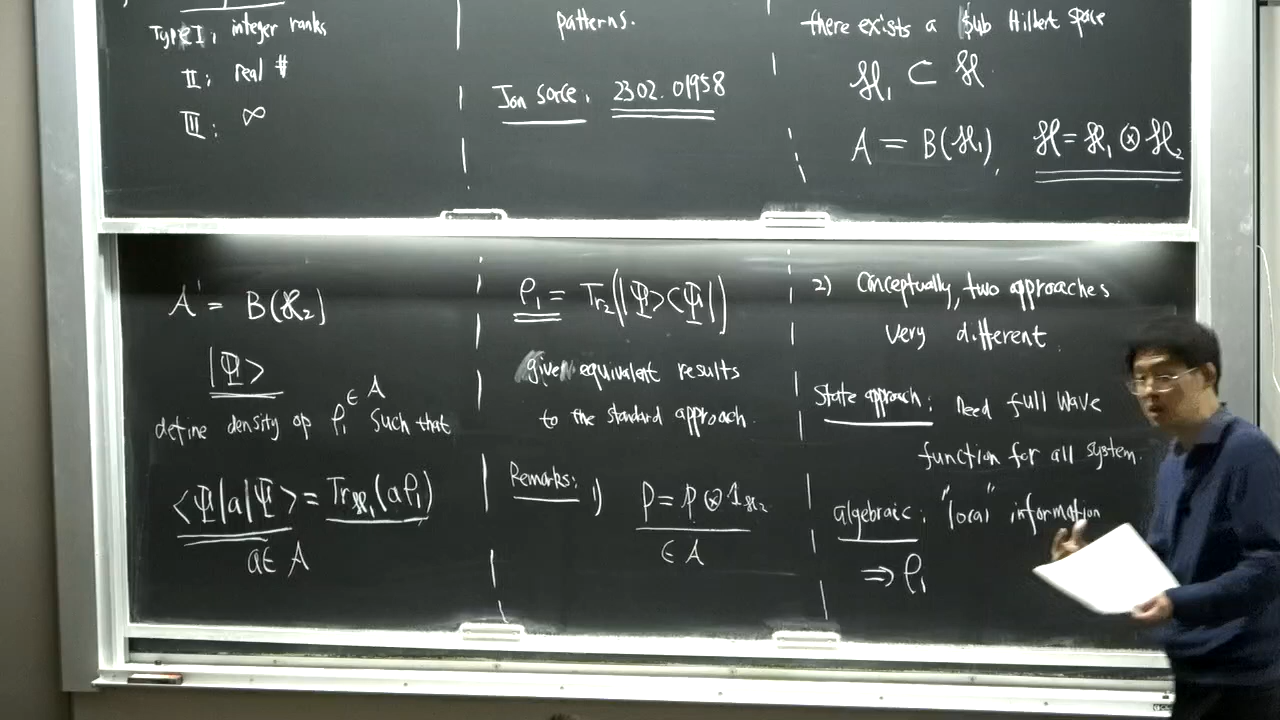 Type I; integer ranks
II; real #
III: ∞
patterns.
Jon Sorce: 2302.01958
there exists a Sub Hilbert space
ℋ₁ ⊂ ℋ
A = B(ℋ₁), ℋ = ℋ₁ ⊗ ℋ₂
A' = B(ℋ₂)
|Ψ>
define density op ρ₁ ∈ A such that
<Ψ|a|Ψ> = Tr_ℋ₁(aρ₁)
a ∈ A
ρ₁ = Tr₂(|Ψ><Ψ|)
give equivalent results
to the standard approach.
Remarks: 1) ρ = ρ₁ ⊗ 1_ℋ₂
∈ A
2) Conceptually, two approaches
very different.
State approach: need full wave
function for all system.
algebraic: "local" information
⇒ ρ₁